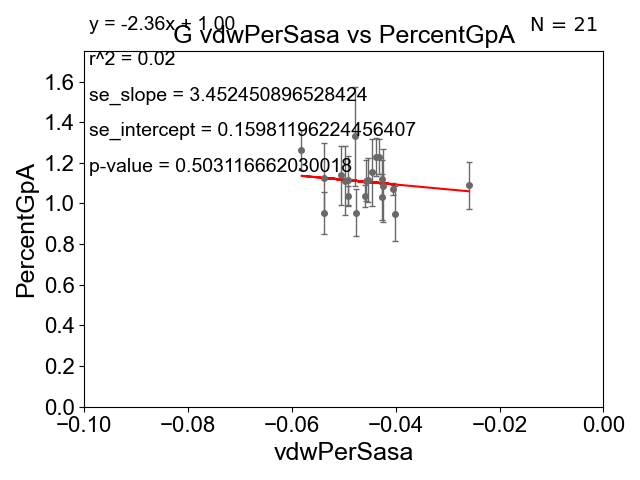 y = -2.36x + 1.00
G vdwPerSasa vs PercentGpA
N = 21
r^2 = 0.02
se_slope = 3.452450896528424
se_intercept = 0.15981196224456407
p-value = 0.503116662030018
PercentGpA
1.6
1.4
1.2
1.0
0.8
0.6
0.4
0.2
0.0
−0.10
−0.08
−0.06
−0.04
−0.02
0.00
vdwPerSasa